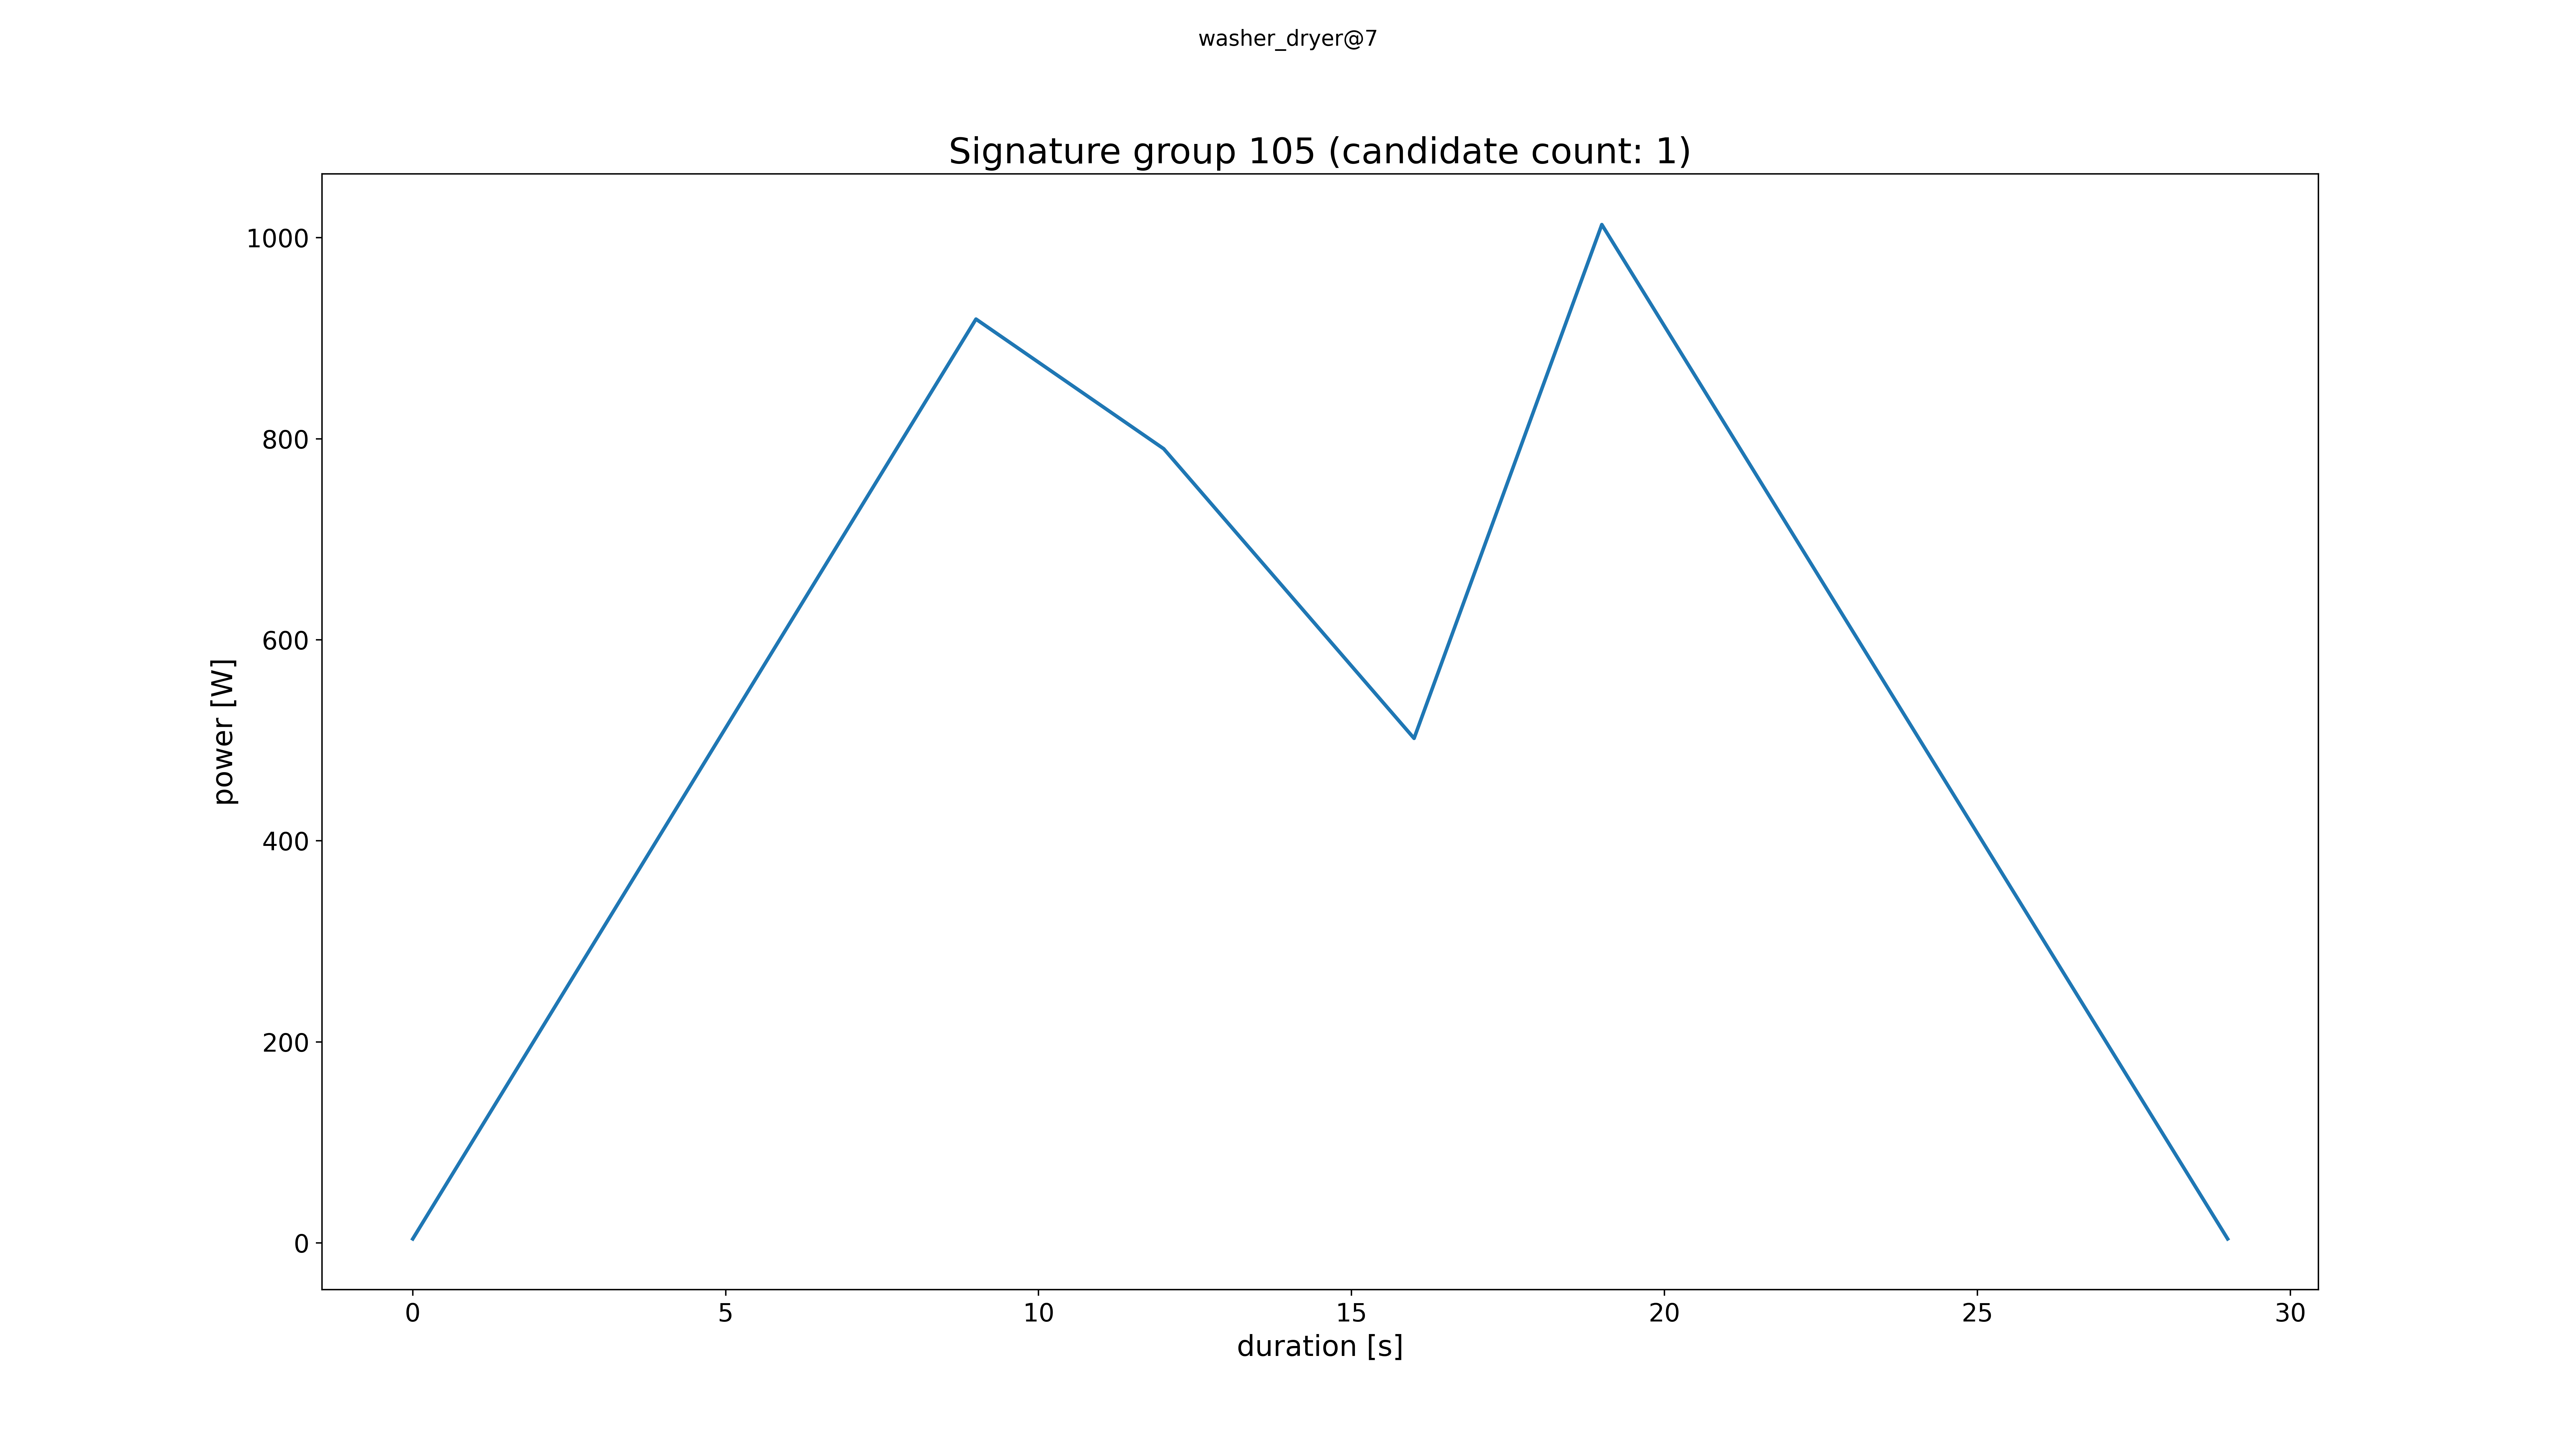 washer_dryer@7
Signature group 105 (candidate count: 1)
1000
800
600
400
200
0
power [W]
0 5 10 15 20 25 30
duration [s]